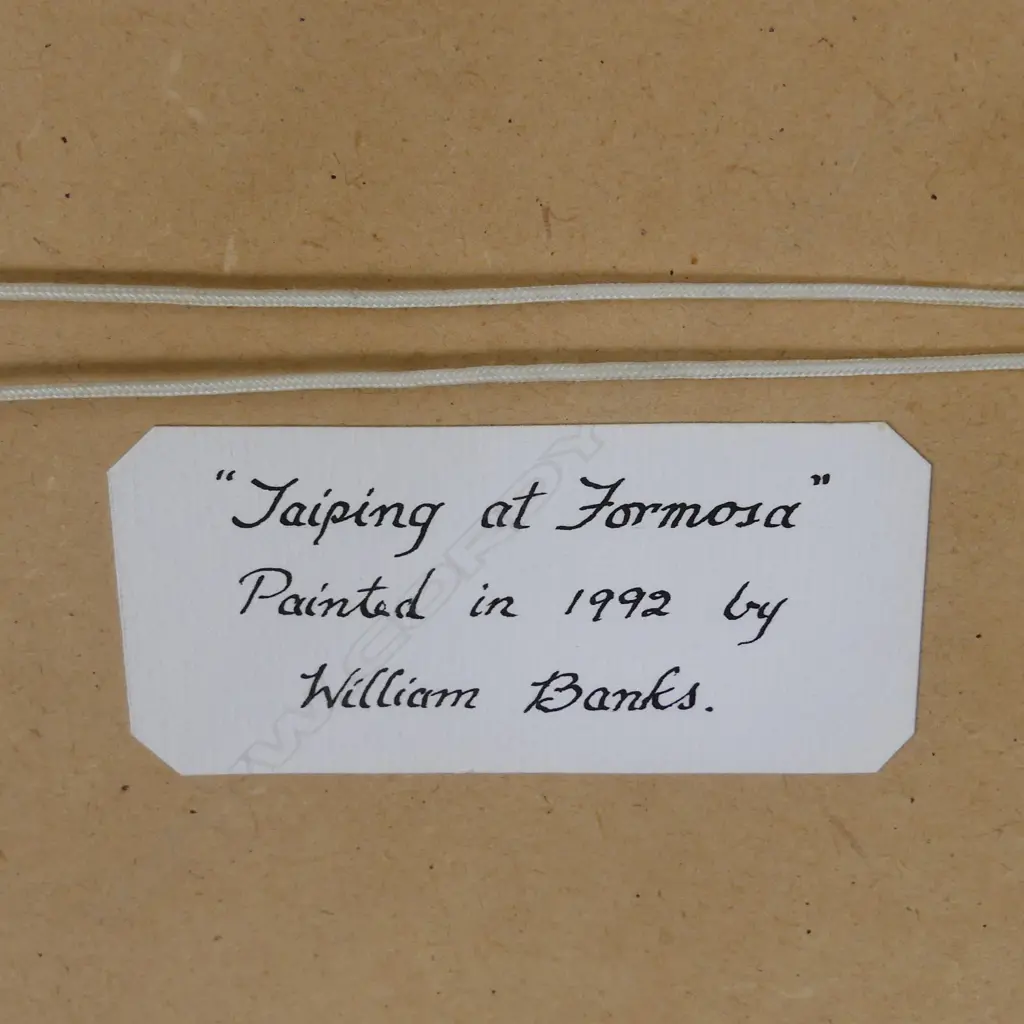 "Taiping at Formosa"
Painted in 1992 by
William Banks.